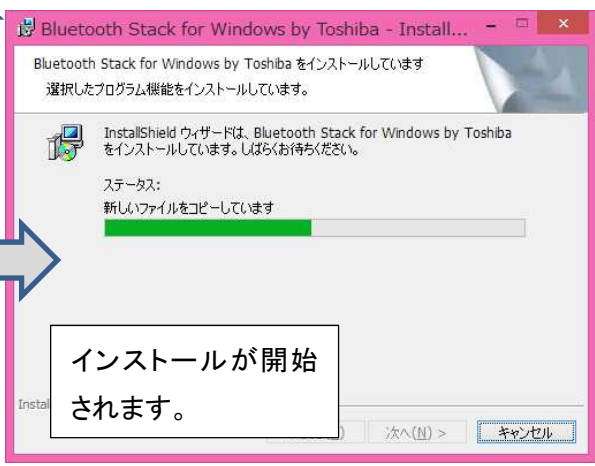 Bluetooth Stack for Windows by Toshiba - Install...
Bluetooth Stack for Windows by Toshiba をインストールしています
選択したプログラム機能をインストールしています。
InstallShield ウィザードは、Bluetooth Stack for Windows by Toshiba
をインストールしています。しばらくお待ちください。
ステータス:
新しいファイルをコピーしています
インストールが開始
されます。
次へ(N) >
キャンセル